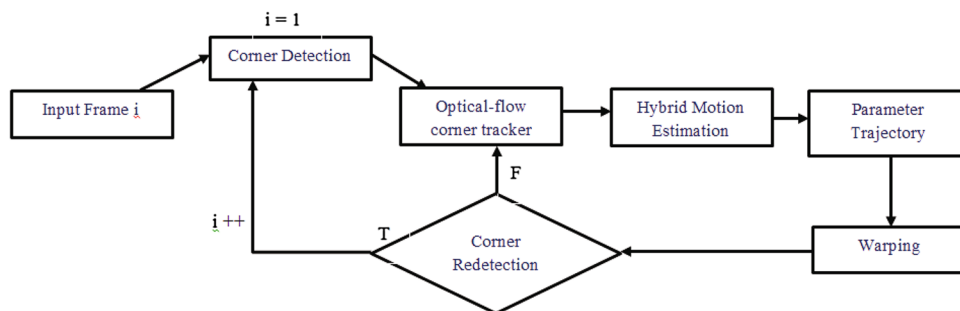 i = 1
Corner Detection
Input Frame i
Optical-flow
corner tracker
Hybrid Motion
Estimation
Parameter
Trajectory
F
i ++
T
Corner
Redetection
Warping